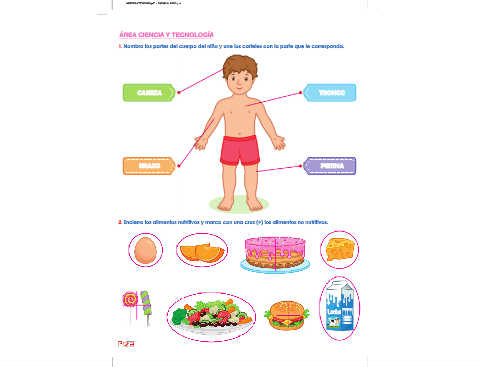 ÁREA CIENCIA Y TECNOLOGÍA
1. Nombra las partes del cuerpo del niño y une los carteles con la parte que le corresponda.
CABEZA
TRONCO
BRAZO
PIERNA
2. Encierra los alimentos nutritivos y marca con una cruz (×) los alimentos no nutritivos.
Leche